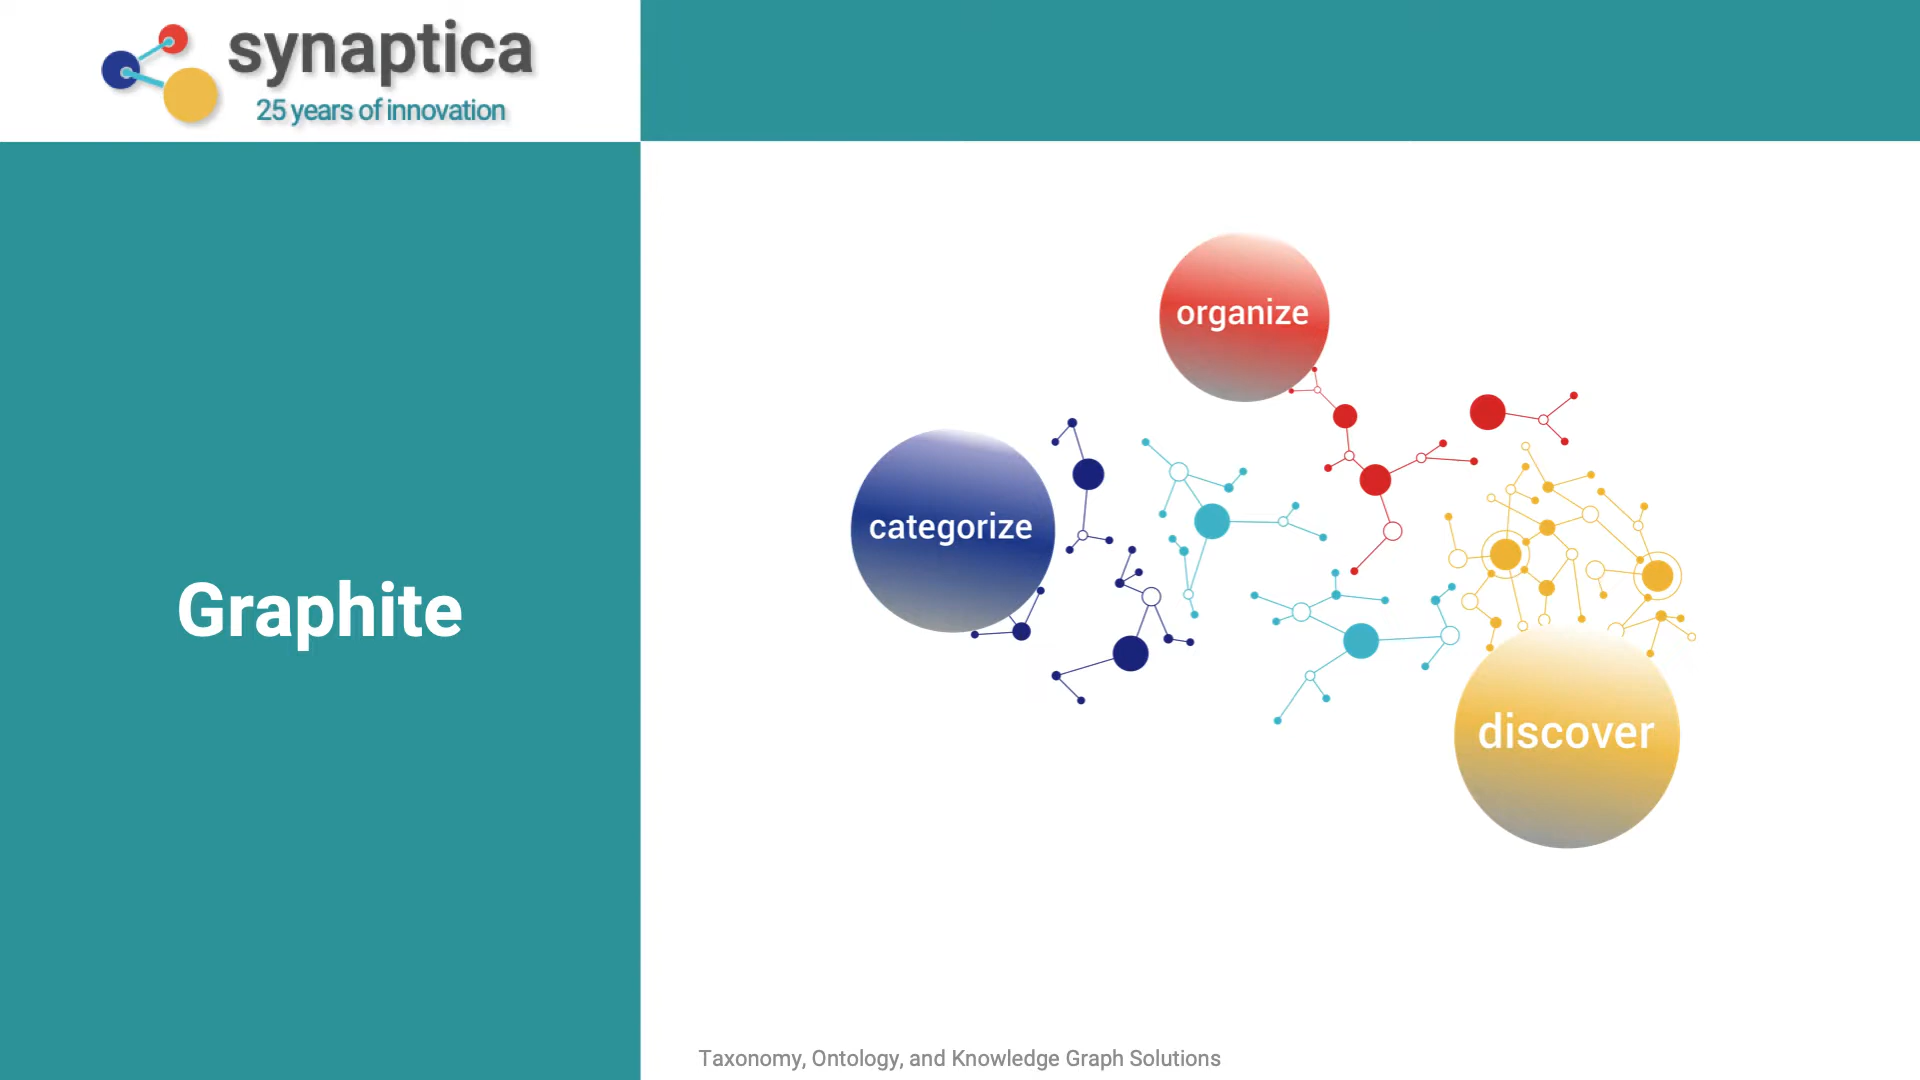 synaptica
25 years of innovation
Graphite
organize
categorize
discover
Taxonomy, Ontology, and Knowledge Graph Solutions